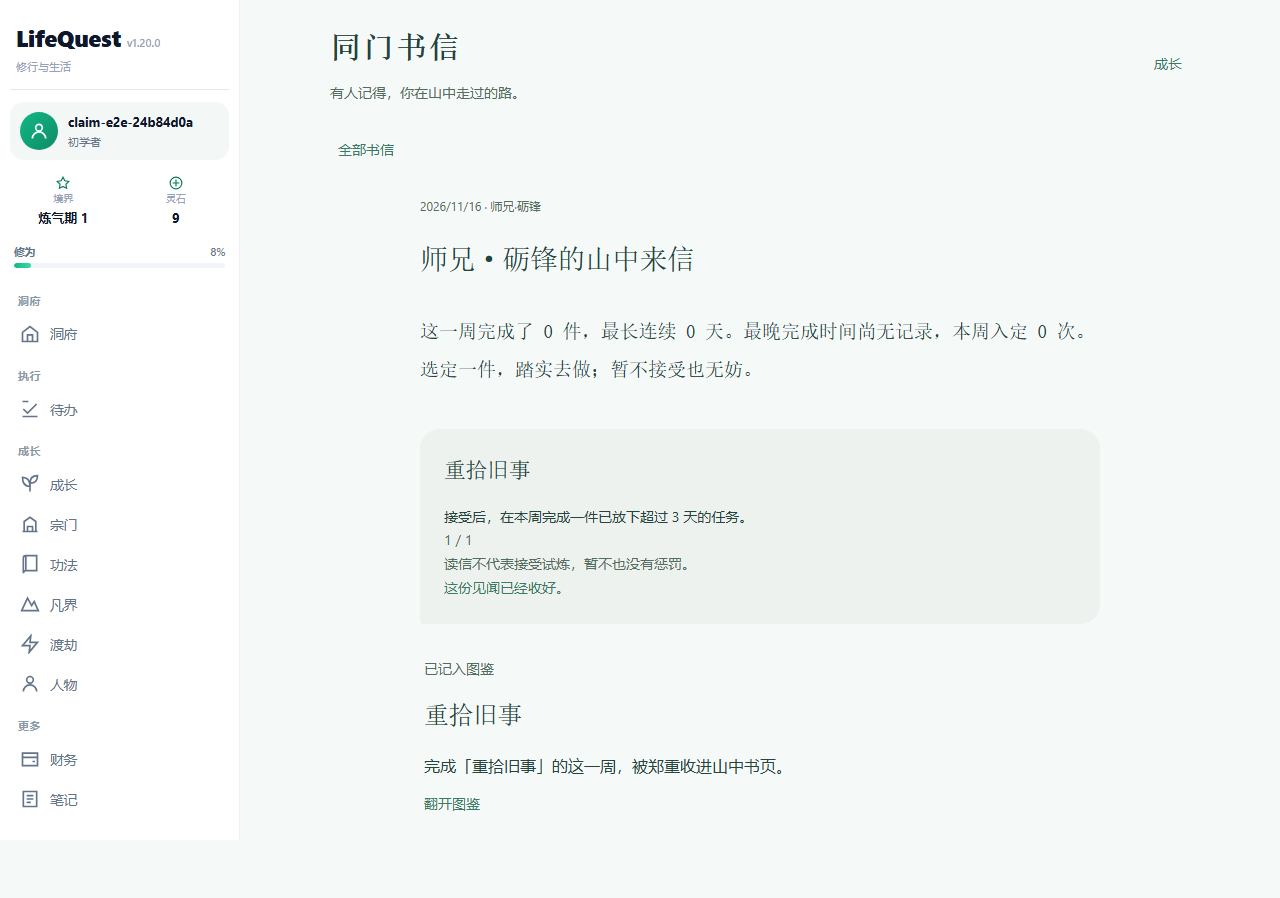 LifeQuest v1.20.0
修行与生活
claim-e2e-24b84d0a
初学者
境界
炼气期 1
灵石
9
修为 8%
洞府
洞府
执行
待办
成长
成长
宗门
功法
凡界
渡劫
人物
更多
财务
笔记
同门书信
有人记得，你在山中走过的路。
成长
全部书信
2026/11/16 · 师兄·砺锋
师兄·砺锋的山中来信
这一周完成了 0 件，最长连续 0 天。最晚完成时间尚无记录，本周入定 0 次。
选定一件，踏实去做；暂不接受也无妨。
重拾旧事
接受后，在本周完成一件已放下超过 3 天的任务。
1 / 1
读信不代表接受试炼，暂不也没有惩罚。
这份见闻已经收好。
已记入图鉴
重拾旧事
完成「重拾旧事」的这一周，被郑重收进山中书页。
翻开图鉴